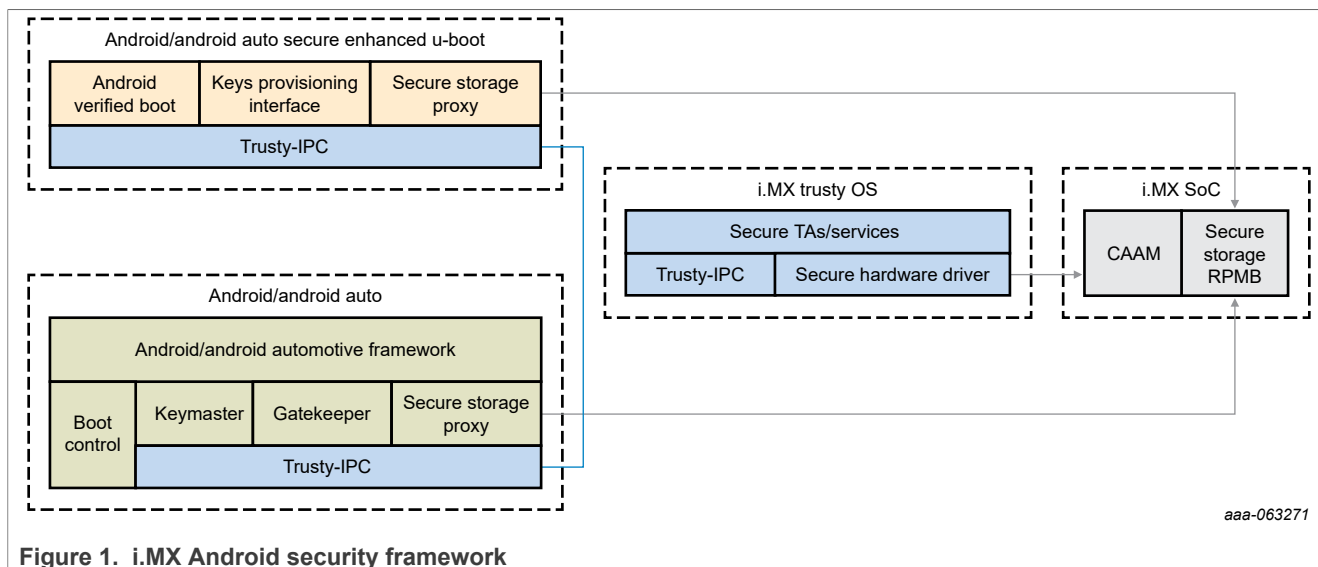 Android/android auto secure enhanced u-boot
Android
verified boot
Keys provisioning
interface
Secure storage
proxy
Trusty-IPC
i.MX trusty OS
Secure TAs/services
Trusty-IPC
Secure hardware driver
i.MX SoC
CAAM
Secure
storage
RPMB
Android/android auto
Android/android automotive framework
Boot
control
Keymaster
Gatekeeper
Secure storage
proxy
Trusty-IPC
aaa-063271
Figure 1. i.MX Android security framework